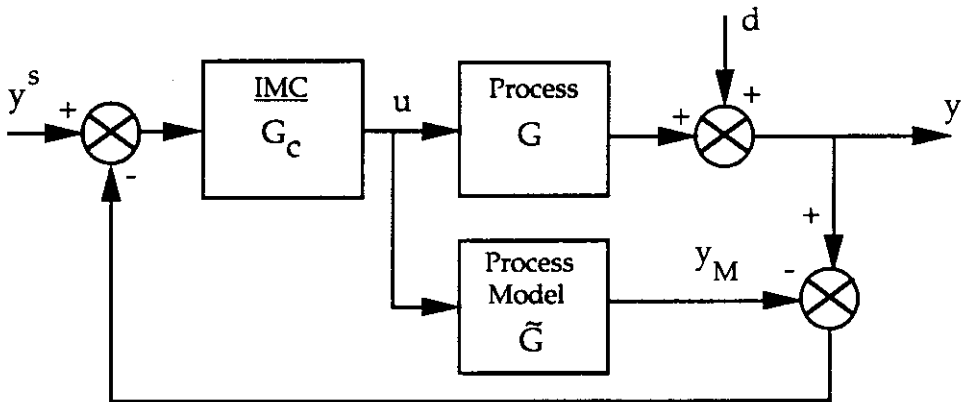 d
y^s
+
-
IMC
G_c
u
Process
G
+
+
y
Process
Model
G̃
y_M
-
+